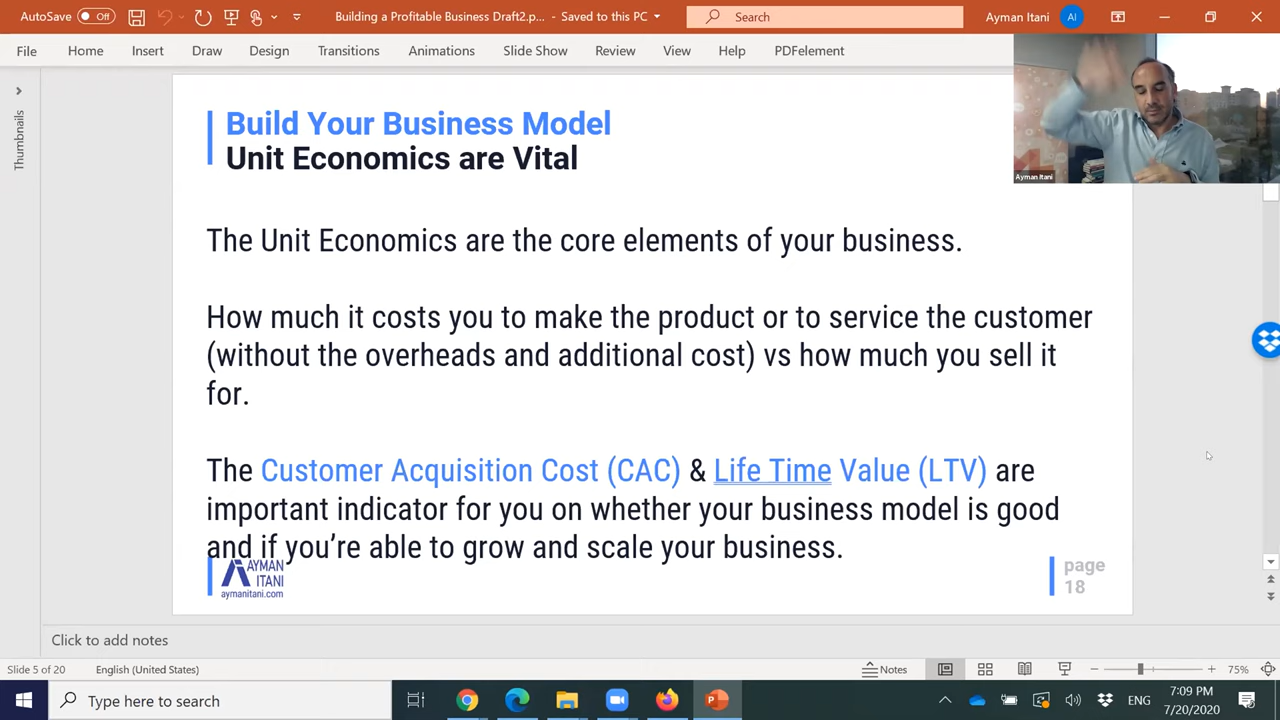 AutoSave Off Building a Profitable Business Draft2.p... - Saved to this PC Search Ayman Itani AI
File Home Insert Draw Design Slide Show Transitions Animations Review View Help PDFelement
Thumbnails
Build Your Business Model
Unit Economics are Vital
Ayman Itani
The Unit Economics are the core elements of your business.
How much it costs you to make the product or to service the customer
(without the overheads and additional cost) vs how much you sell it
for.
The Customer Acquisition Cost (CAC) & Life Time Value (LTV) are
important indicator for you on whether your business model is good
and if you're able to grow and scale your business.
AYMAN
ITANI
aymanitani.com
page
18
Click to add notes
Slide 5 of 20 English (United States) Notes 75%
Type here to search ENG 7:09 PM
7/20/2020